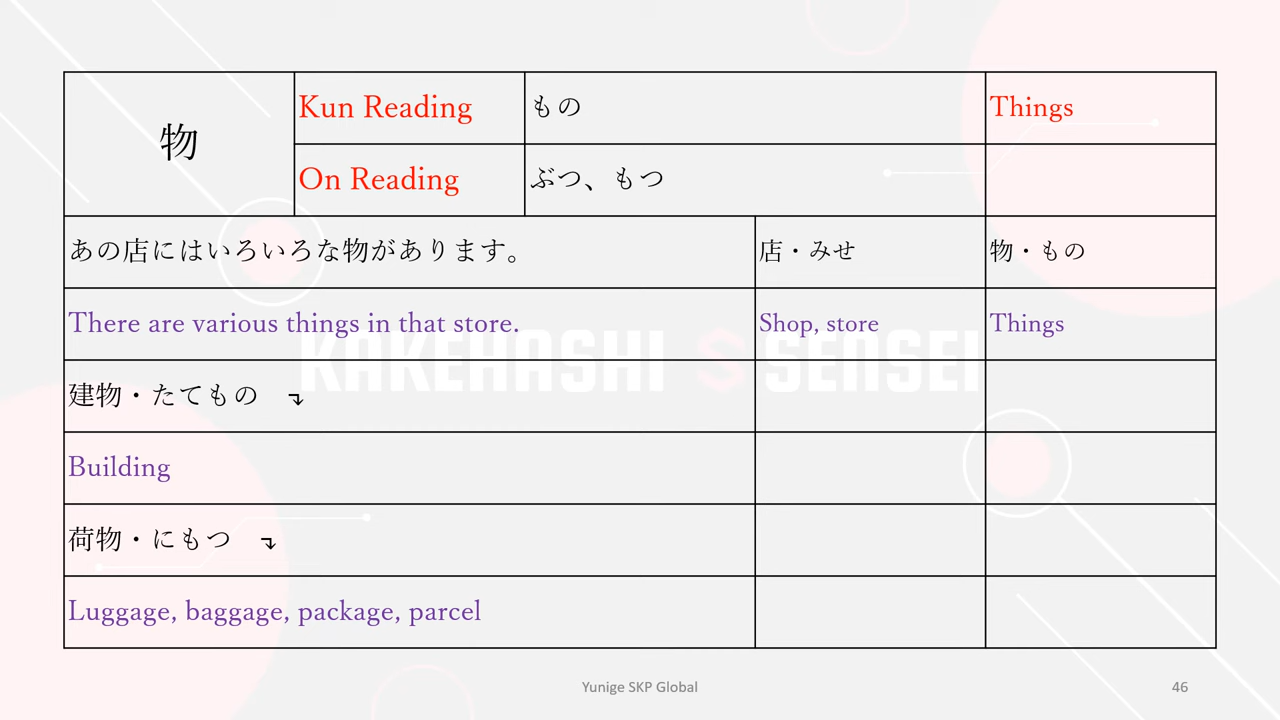 物
Kun Reading もの Things
On Reading ぶつ、もつ
あの店にはいろいろな物があります。 店・みせ 物・もの
There are various things in that store. Shop, store Things
KAKEHASHI SENSEI
建物・たてもの ↴
Building
荷物・にもつ ↴
Luggage, baggage, package, parcel
Yunige SKP Global 46